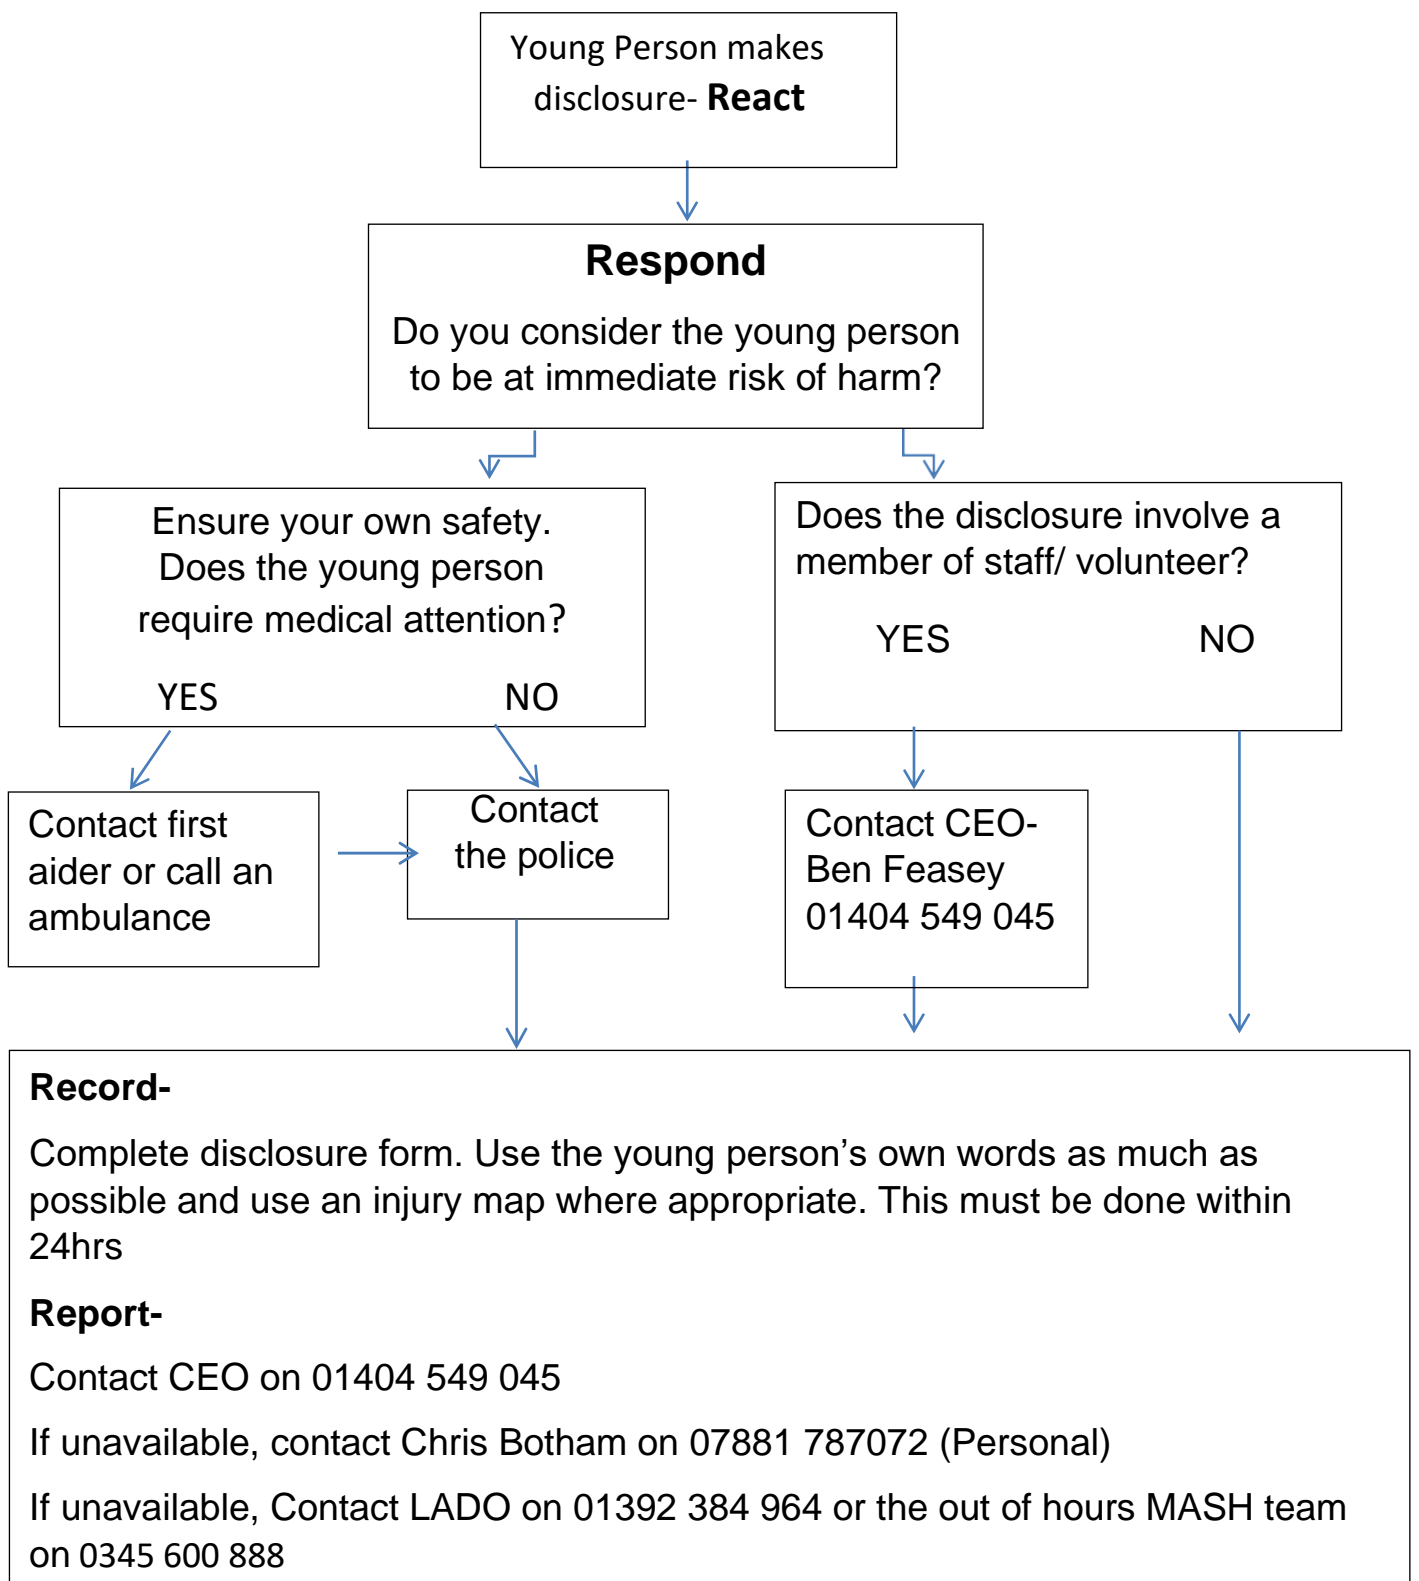 Young Person makes
disclosure- React
Respond
Do you consider the young person
to be at immediate risk of harm?
Ensure your own safety.
Does the young person
require medical attention?
YES NO
Does the disclosure involve a
member of staff/ volunteer?
YES NO
Contact first
aider or call an
ambulance
Contact
the police
Contact CEO-
Ben Feasey
01404 549 045
Record-
Complete disclosure form. Use the young person’s own words as much as
possible and use an injury map where appropriate. This must be done within
24hrs
Report-
Contact CEO on 01404 549 045
If unavailable, contact Chris Botham on 07881 787072 (Personal)
If unavailable, Contact LADO on 01392 384 964 or the out of hours MASH team
on 0345 600 888